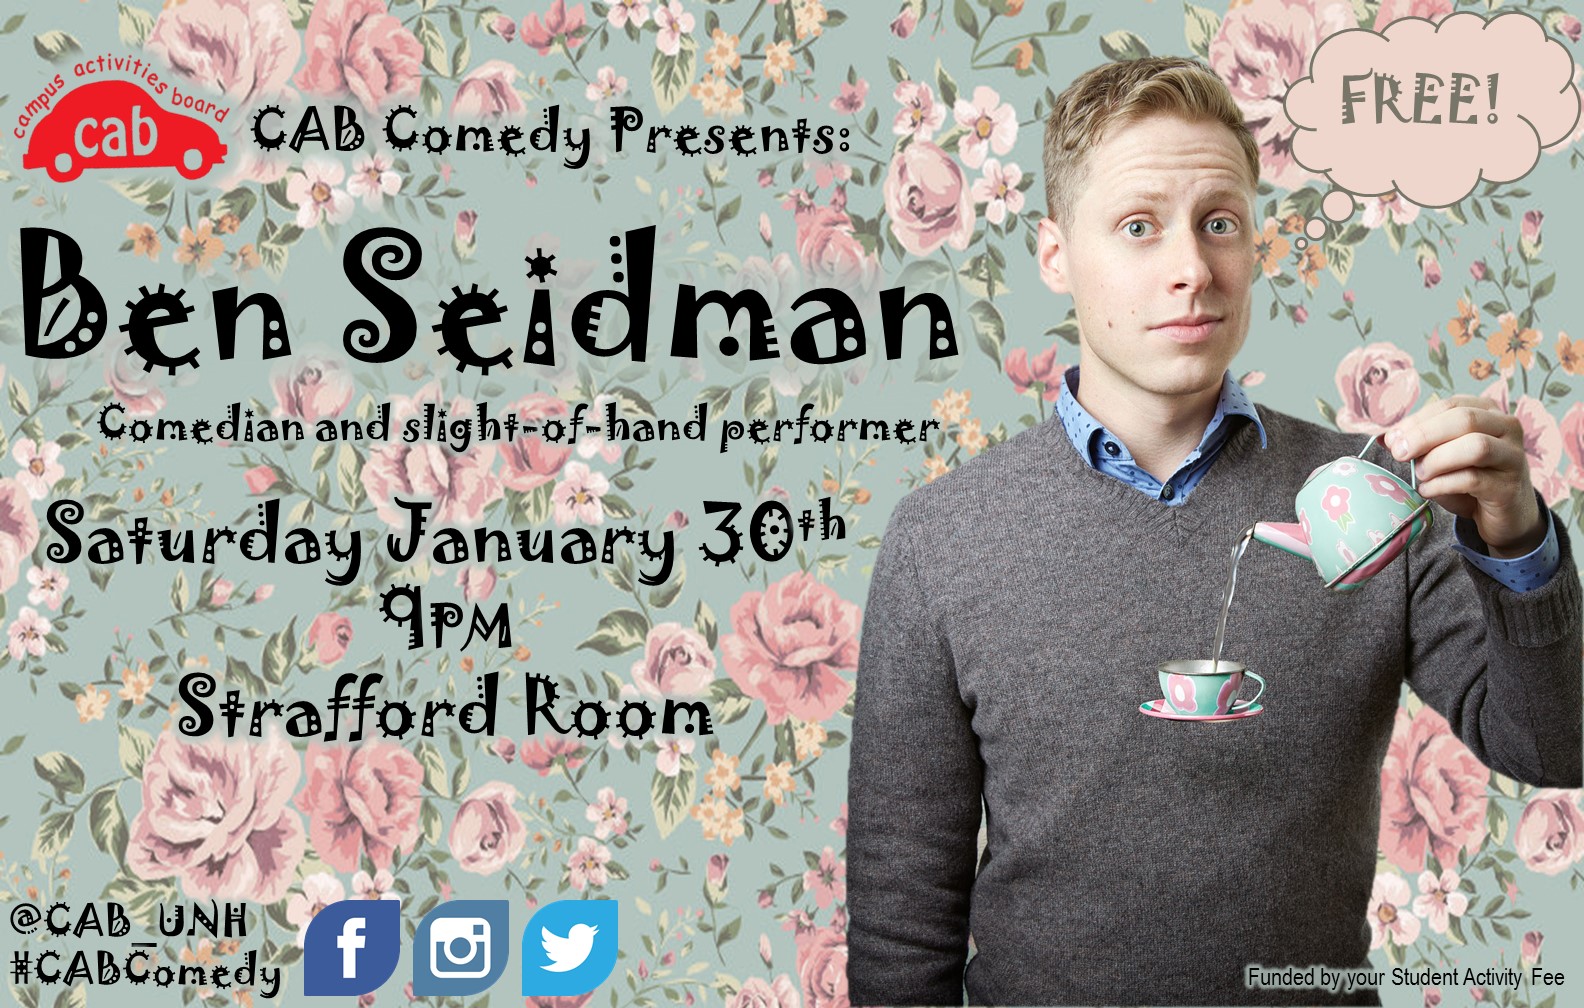 campus activities board
cab
CAB Comedy Presents:
FREE!
Ben Seidman
Comedian and slight-of-hand performer
Saturday January 30th
9PM
Strafford Room
@CAB_UNH
#CABComedy
Funded by your Student Activity Fee